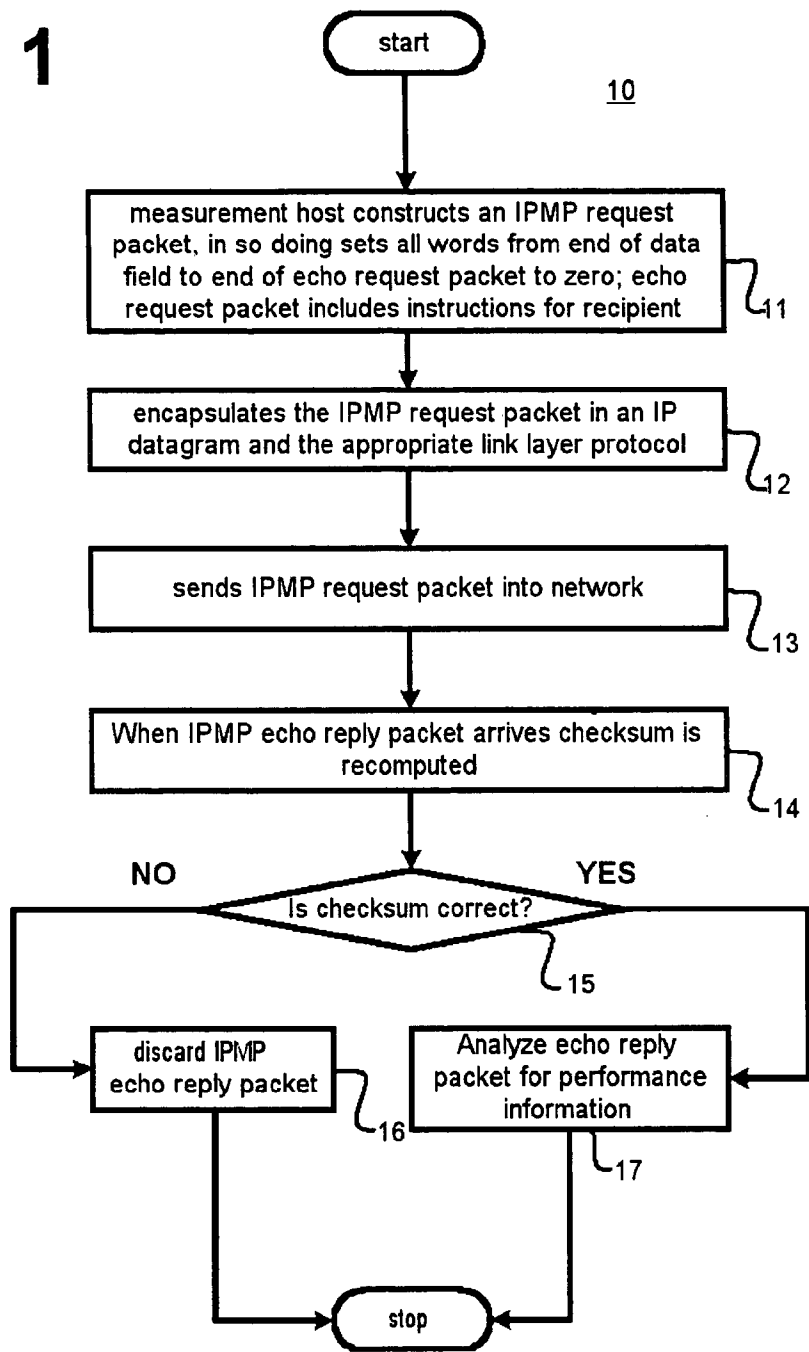 1
start
10
measurement host constructs an IPMP request
packet, in so doing sets all words from end of data
field to end of echo request packet to zero; echo
request packet includes instructions for recipient
11
encapsulates the IPMP request packet in an IP
datagram and the appropriate link layer protocol
12
sends IPMP request packet into network
13
When IPMP echo reply packet arrives checksum is
recomputed
14
NO
YES
Is checksum correct?
15
discard IPMP
echo reply packet
16
Analyze echo reply
packet for performance
information
17
stop